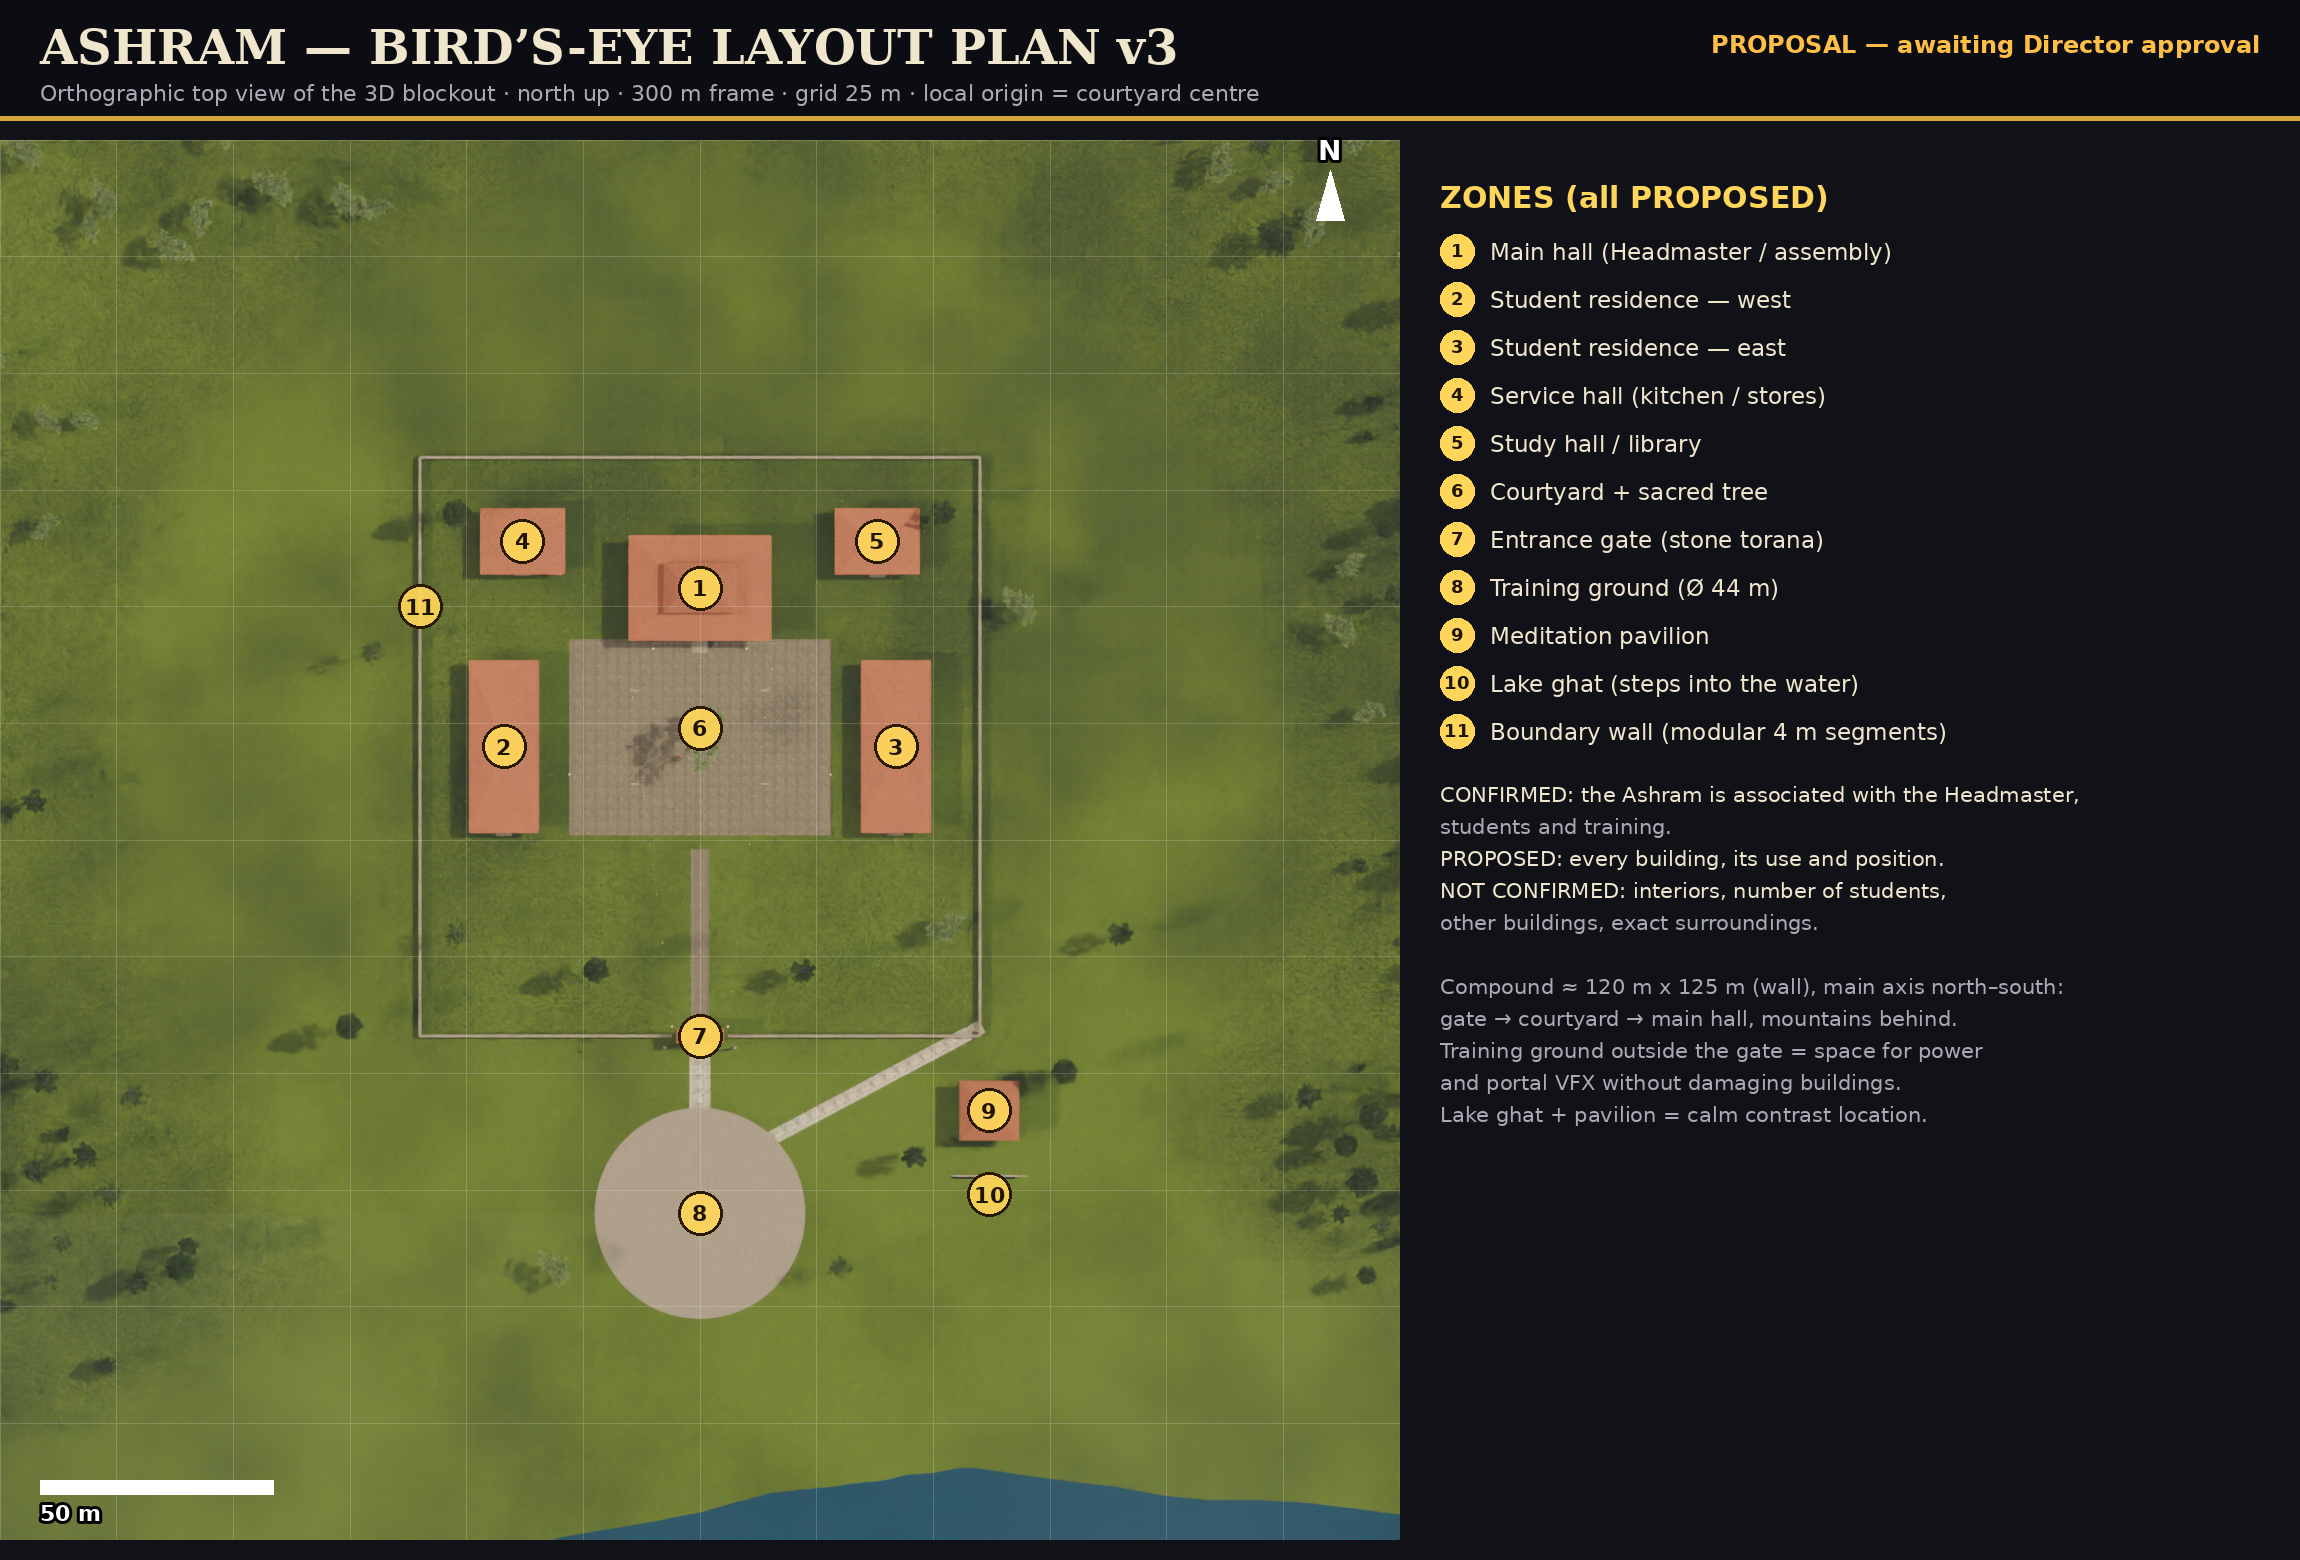 ASHRAM — BIRD’S-EYE LAYOUT PLAN v3
PROPOSAL — awaiting Director approval
Orthographic top view of the 3D blockout · north up · 300 m frame · grid 25 m · local origin = courtyard centre
N
4
5
1
11
6
2
3
7
9
10
8
50 m
ZONES (all PROPOSED)
1 Main hall (Headmaster / assembly)
2 Student residence — west
3 Student residence — east
4 Service hall (kitchen / stores)
5 Study hall / library
6 Courtyard + sacred tree
7 Entrance gate (stone torana)
8 Training ground (Ø 44 m)
9 Meditation pavilion
10 Lake ghat (steps into the water)
11 Boundary wall (modular 4 m segments)
CONFIRMED: the Ashram is associated with the Headmaster,
students and training.
PROPOSED: every building, its use and position.
NOT CONFIRMED: interiors, number of students,
other buildings, exact surroundings.
Compound ≈ 120 m x 125 m (wall), main axis north–south:
gate → courtyard → main hall, mountains behind.
Training ground outside the gate = space for power
and portal VFX without damaging buildings.
Lake ghat + pavilion = calm contrast location.